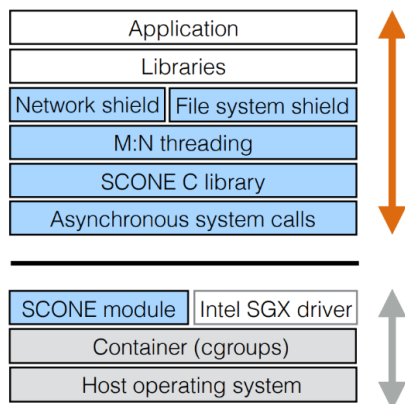 Application
Libraries
Network shield File system shield
M:N threading
SCONE C library
Asynchronous system calls
SCONE module Intel SGX driver
Container (cgroups)
Host operating system